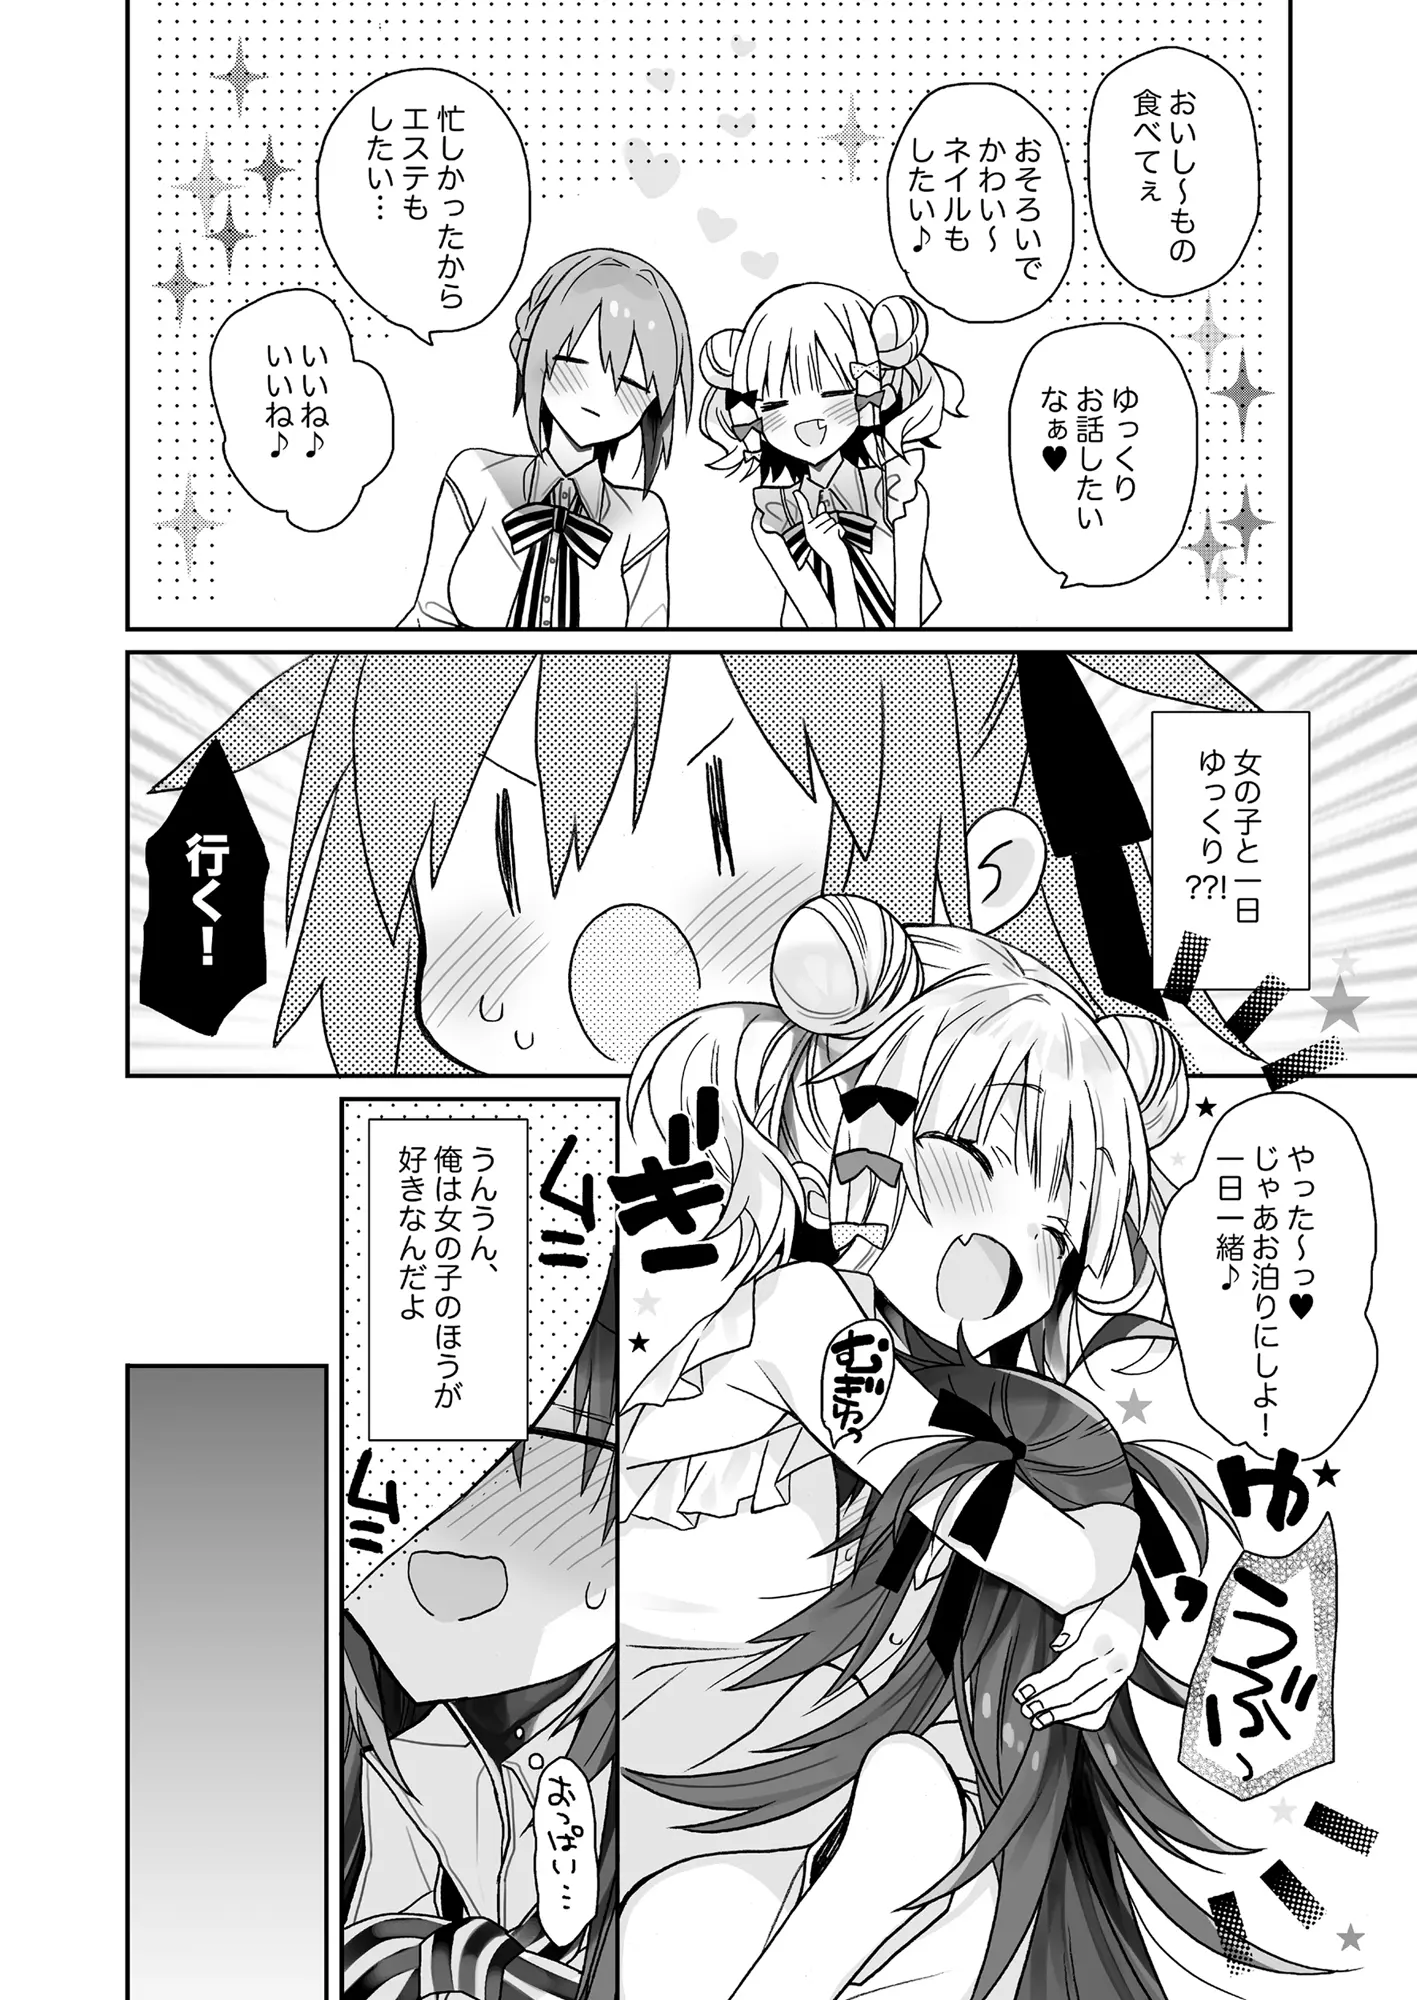 おいし～もの
食べてぇ
おそろいで
かわい～
ネイルも
したい♪
ゆっくり
お話したい
なぁ♥
忙しかったから
エステも
したい…
いいね♪
いいね♪
女の子と一日
ゆっくり??!
行く！
やった～っ♥
じゃあお泊りにしよ！
一日一緒♪
ギュッ
むぎゅっ
うぶ～
うんうん、
俺は女の子のほうが
好きなんだよ
ムニ
ムニ
おっぱい…